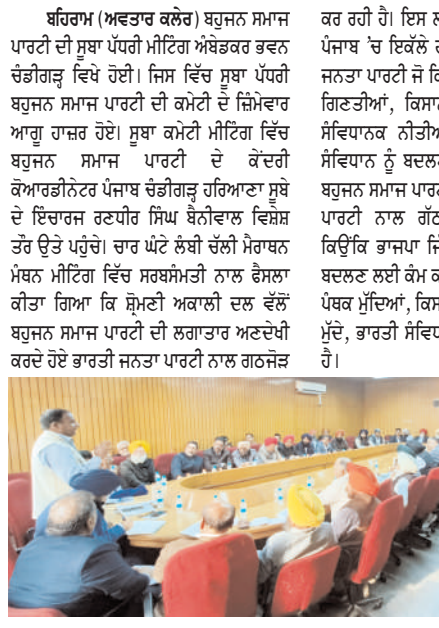 ਬਹਿਰਾਮ (ਅਵਤਾਰ ਕਲੇਰ) ਬਹੁਜਨ ਸਮਾਜ
ਪਾਰਟੀ ਦੀ ਸੂਬਾ ਪੱਧਰੀ ਮੀਟਿੰਗ ਅੰਬੇਡਕਰ ਭਵਨ
ਚੰਡੀਗੜ੍ਹ ਵਿਖੇ ਹੋਈ। ਜਿਸ ਵਿੱਚ ਸੂਬਾ ਪੱਧਰੀ
ਬਹੁਜਨ ਸਮਾਜ ਪਾਰਟੀ ਦੀ ਕਮੇਟੀ ਦੇ ਜ਼ਿੰਮੇਵਾਰ
ਆਗੂ ਹਾਜ਼ਰ ਹੋਏ। ਸੂਬਾ ਕਮੇਟੀ ਮੀਟਿੰਗ ਵਿੱਚ
ਬਹੁਜਨ ਸਮਾਜ ਪਾਰਟੀ ਦੇ ਕੇਂਦਰੀ
ਕੋਆਰਡੀਨੇਟਰ ਪੰਜਾਬ ਚੰਡੀਗੜ੍ਹ ਹਰਿਆਣਾ ਸੂਬੇ
ਦੇ ਇੰਚਾਰਜ ਰਣਧੀਰ ਸਿੰਘ ਬੈਨੀਵਾਲ ਵਿਸ਼ੇਸ਼
ਤੌਰ ਉਤੇ ਪਹੁੰਚੇ। ਚਾਰ ਘੰਟੇ ਲੰਬੀ ਚੱਲੀ ਮੈਰਾਥਨ
ਮੰਥਨ ਮੀਟਿੰਗ ਵਿੱਚ ਸਰਬਸੰਮਤੀ ਨਾਲ ਫੈਸਲਾ
ਕੀਤਾ ਗਿਆ ਕਿ ਸ਼੍ਰੋਮਣੀ ਅਕਾਲੀ ਦਲ ਵੱਲੋਂ
ਬਹੁਜਨ ਸਮਾਜ ਪਾਰਟੀ ਦੀ ਲਗਾਤਾਰ ਅਣਦੇਖੀ
ਕਰਦੇ ਹੋਏ ਭਾਰਤੀ ਜਨਤਾ ਪਾਰਟੀ ਨਾਲ ਗਠਜੋੜ
ਕਰ ਰਹੀ ਹੈ। ਇਸ
ਪੰਜਾਬ 'ਚ ਇਕੱਲੇ
ਜਨਤਾ ਪਾਰਟੀ ਜੋ
ਗਿਣਤੀਆਂ,
ਸੰਵਿਧਾਨਕ
ਸੰਵਿਧਾਨ ਨੂੰ
ਬਹੁਜਨ ਸਮਾਜ
ਪਾਰਟੀ ਨਾਲ
ਕਿਉਂਕਿ ਭਾਜਪਾ
ਬਦਲਣ ਲਈ ਕੰਮ
ਪੰਥਕ ਮੁੱਦਿਆਂ,
ਮੁੱਦੇ, ਭਾਰਤੀ
ਹੈ।